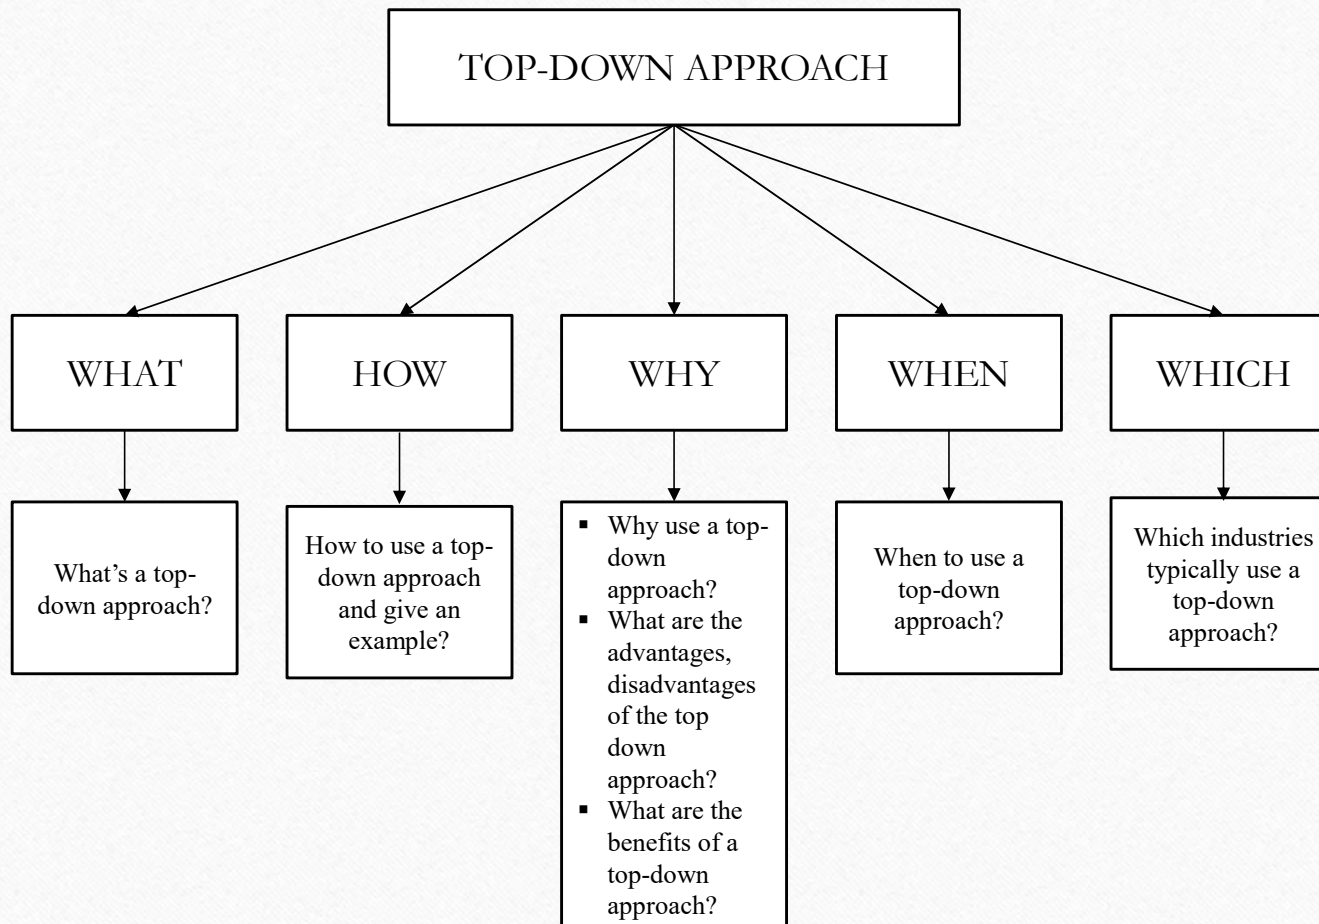 TOP-DOWN APPROACH
WHAT
HOW
WHY
WHEN
WHICH
What’s a top-
down approach?
How to use a top-
down approach
and give an
example?
▪ Why use a top-
down
approach?
▪ What are the
advantages,
disadvantages
of the top
down
approach?
▪ What are the
benefits of a
top-down
approach?
When to use a
top-down
approach?
Which industries
typically use a
top-down
approach?